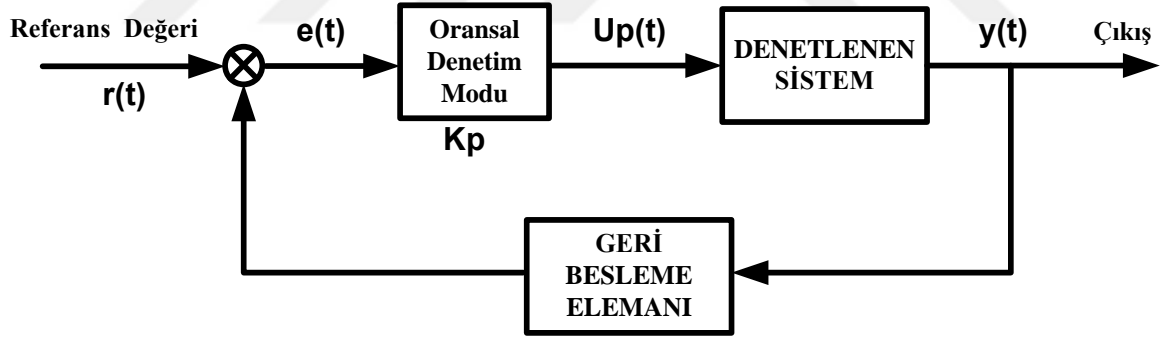 Referans Değeri
r(t)
e(t)
Oransal
Denetim
Modu
Kp
Up(t)
DENETLENEN
SİSTEM
y(t)
Çıkış
GERİ
BESLEME
ELEMANI